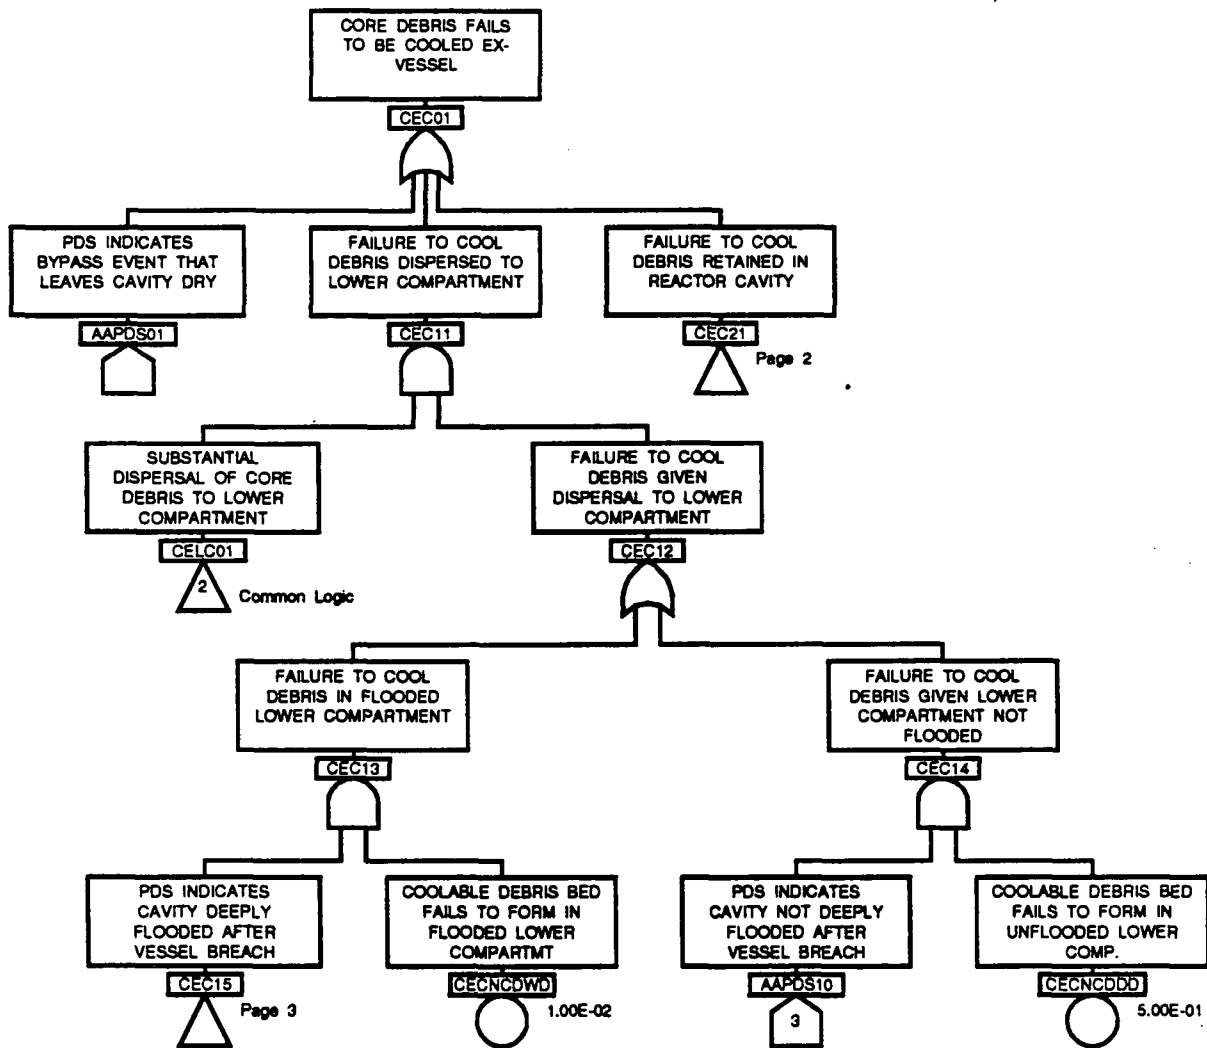 CORE DEBRIS FAILS
TO BE COOLED EX-
VESSEL
CEC01
PDS INDICATES
BYPASS EVENT THAT
LEAVES CAVITY DRY
AAPDS01
FAILURE TO COOL
DEBRIS DISPERSED TO
LOWER COMPARTMENT
CEC11
FAILURE TO COOL
DEBRIS RETAINED IN
REACTOR CAVITY
CEC21
Page 2
SUBSTANTIAL
DISPERSAL OF CORE
DEBRIS TO LOWER
COMPARTMENT
CELC01
2
Common Logic
FAILURE TO COOL
DEBRIS GIVEN
DISPERSAL TO LOWER
COMPARTMENT
CEC12
FAILURE TO COOL
DEBRIS IN FLOODED
LOWER COMPARTMENT
CEC13
FAILURE TO COOL
DEBRIS GIVEN LOWER
COMPARTMENT NOT
FLOODED
CEC14
PDS INDICATES
CAVITY DEEPLY
FLOODED AFTER
VESSEL BREACH
CEC15
Page 3
COOLABLE DEBRIS BED
FAILS TO FORM IN
FLOODED LOWER
COMPARTMT
CECNCDWD
1.00E-02
PDS INDICATES
CAVITY NOT DEEPLY
FLOODED AFTER
VESSEL BREACH
AAPDS10
3
COOLABLE DEBRIS BED
FAILS TO FORM IN
UNFLOODED LOWER
COMP.
CECNCDDD
5.00E-01